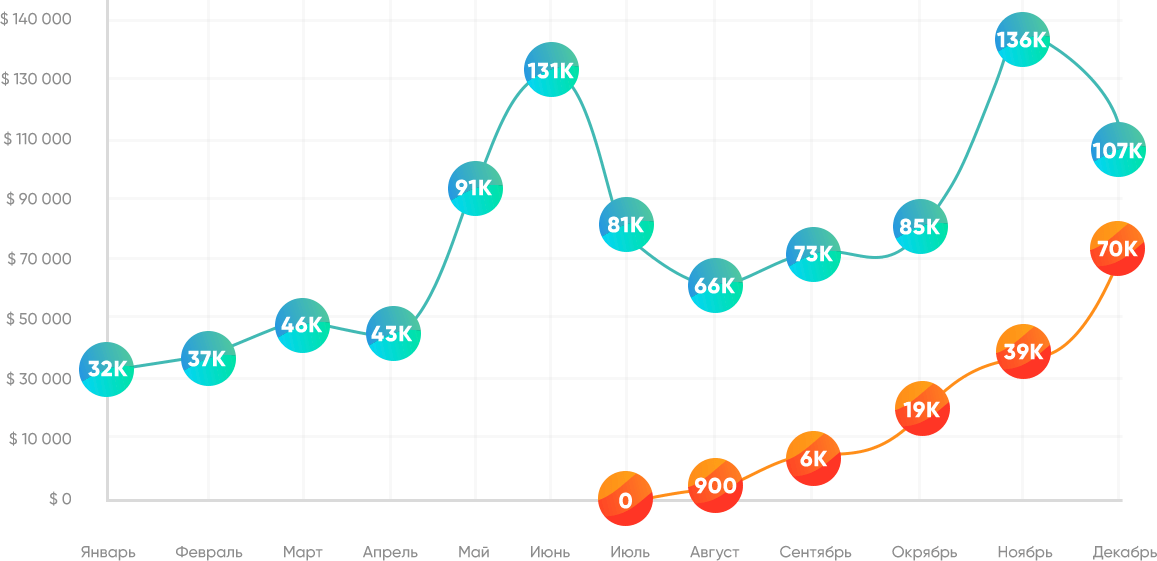 $ 140 000
$ 130 000
$ 110 000
$ 90 000
$ 70 000
$ 50 000
$ 30 000
$ 10 000
$ 0
32K
37K
46K
43K
91K
131K
81K
66K
73K
85K
136K
107K
0
900
6K
19K
39K
70K
Январь Февраль Март Апрель Май Июнь Июль Август Сентябрь Окрябрь Ноябрь Декабрь